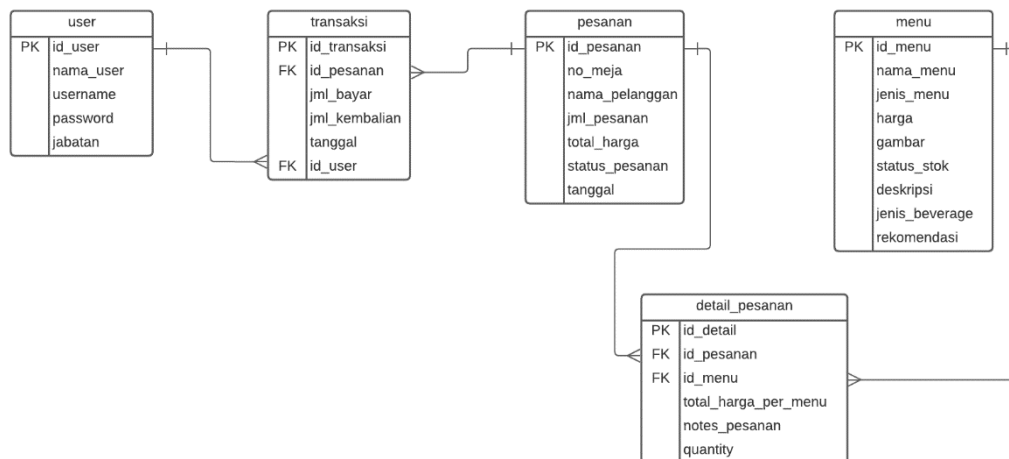 user
PK id_user
nama_user
username
password
jabatan
transaksi
PK id_transaksi
FK id_pesanan
jml_bayar
jml_kembalian
tanggal
FK id_user
pesanan
PK id_pesanan
no_meja
nama_pelanggan
jml_pesanan
total_harga
status_pesanan
tanggal
menu
PK id_menu
nama_menu
jenis_menu
harga
gambar
status_stok
deskripsi
jenis_beverage
rekomendasi
detail_pesanan
PK id_detail
FK id_pesanan
FK id_menu
total_harga_per_menu
notes_pesanan
quantity